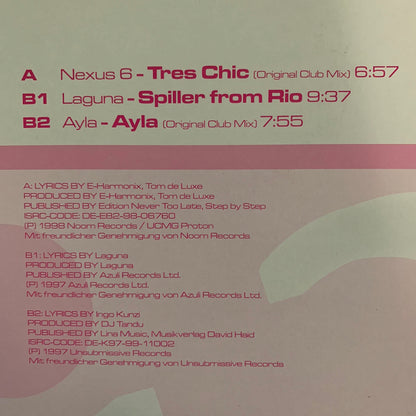 A Nexus 6 - Tres Chic (Original Club Mix) 6:57
B1 Laguna - Spiller from Rio 9:37
B2 Ayla - Ayla (Original Club Mix) 7:55
A: LYRICS BY E-Harmonix, Tom de Luxe
PRODUCED BY E-Harmonix, Tom de Luxe
PUBLISHED BY Edition Never Too Late, Step by Step
ISRC-CODE: DE-E82-98-06760
(P) 1998 Noom Records / UCMG Proton
Mit freundlicher Genehmigung von Noom Records
B1: LYRICS BY Laguna
PRODUCED BY Laguna
PUBLISHED BY Azuli Records Ltd.
(P) 1997 Azuli Records Ltd.
Mit freundlicher Genehmigung von Azuli Records Ltd.
B2: LYRICS BY Ingo Kunzi
PRODUCED BY DJ Tandu
PUBLISHED BY Lina Music, Musikverlag David Haid
ISRC-CODE: DE-K97-99-11002
(P) 1997 Unsubmissive Records
Mit freundlicher Genehmigung von Unsubmissive Records